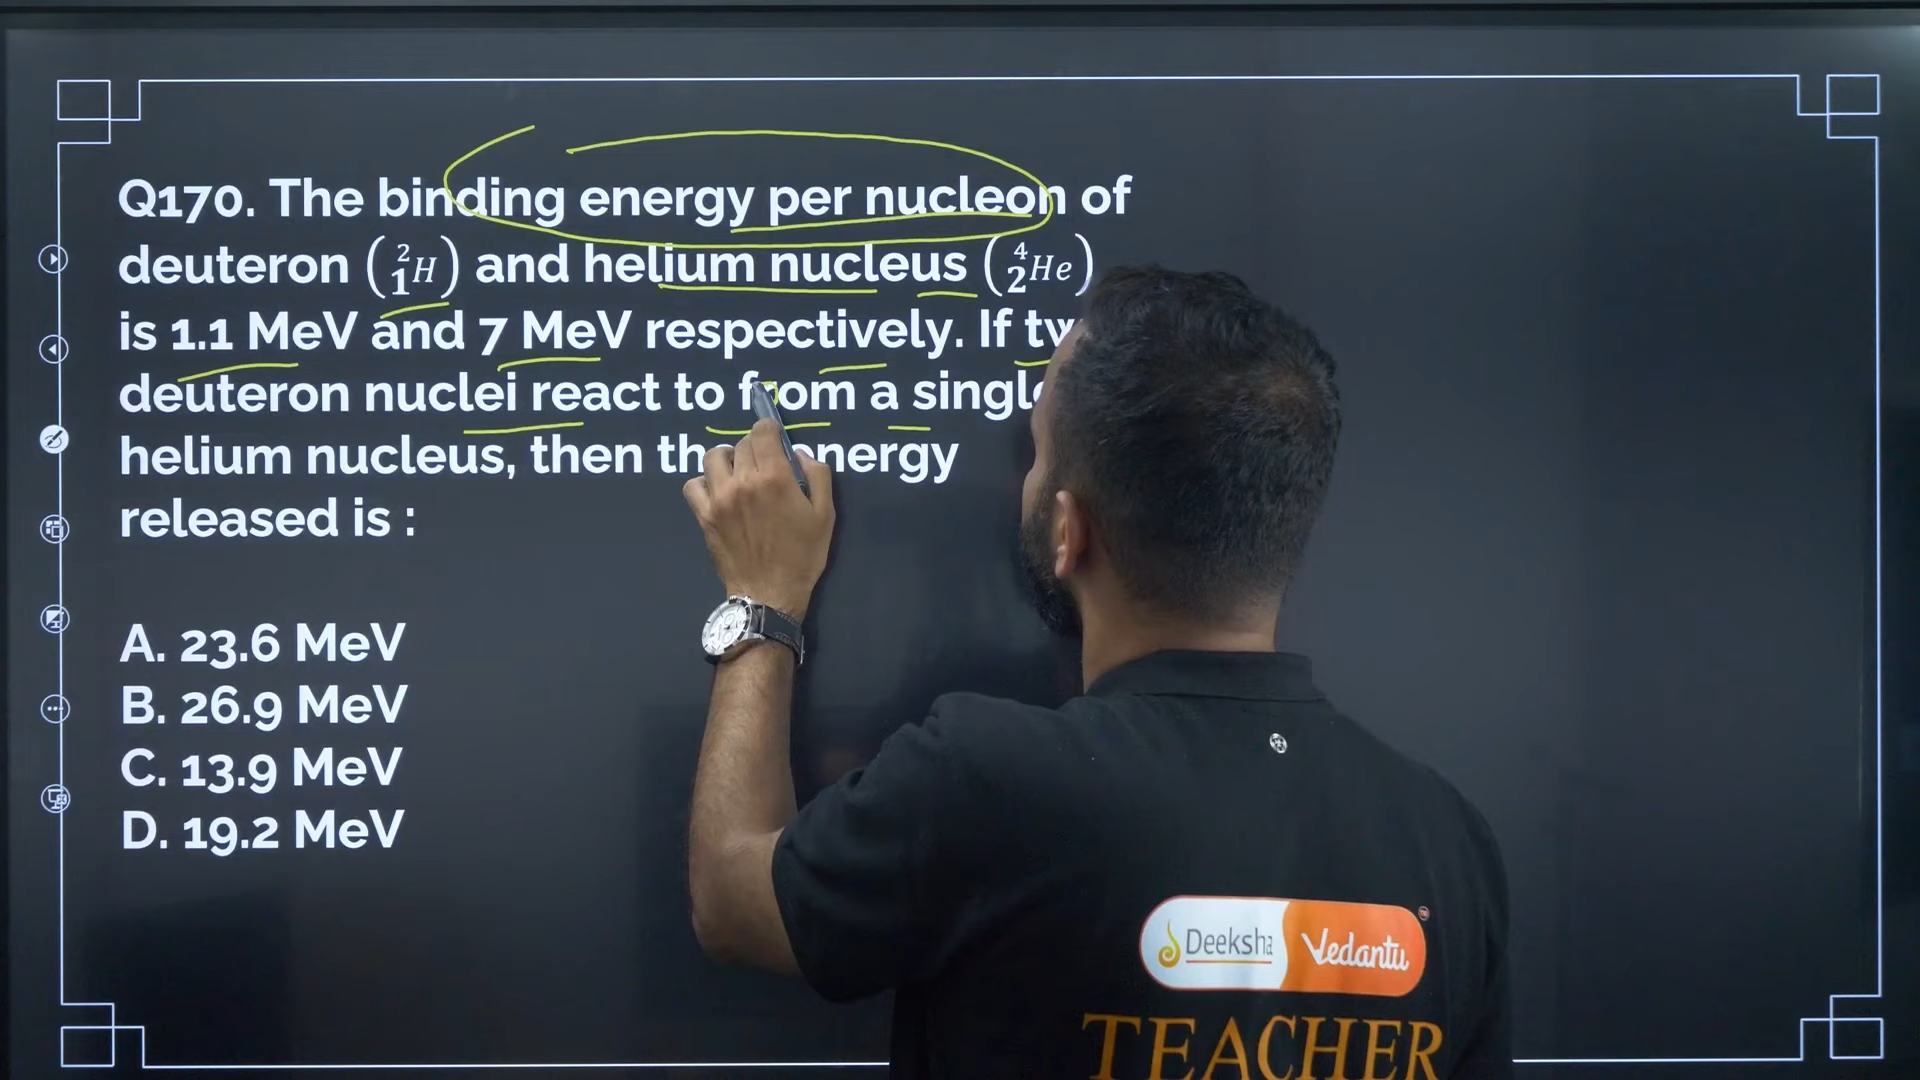 Q170. The binding energy per nucleon of
deuteron (²₁H) and helium nucleus (⁴₂He)
is 1.1 MeV and 7 MeV respectively. If
deuteron nuclei react to from a
helium nucleus, then energy
released is :
A. 23.6 MeV
B. 26.9 MeV
C. 13.9 MeV
D. 19.2 MeV
Deeksha Vedantu
TEACHER